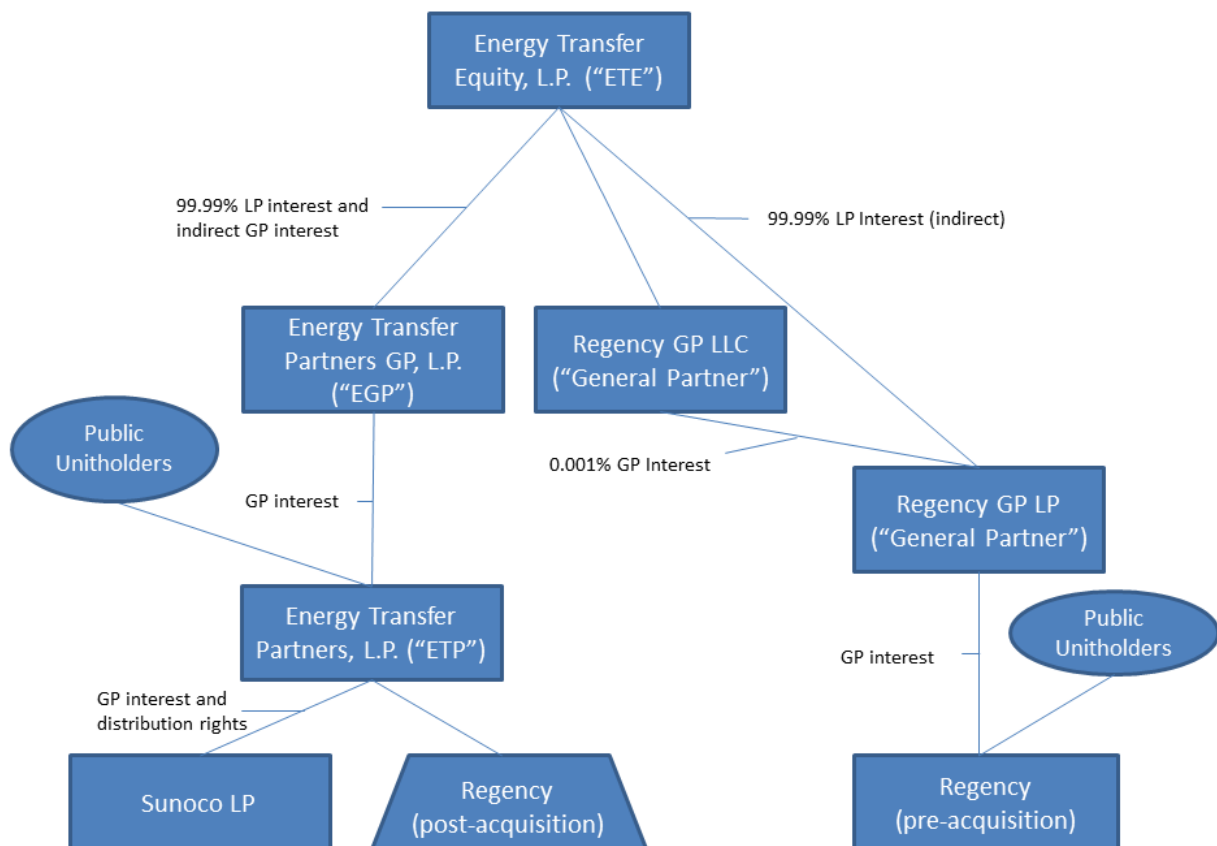 Energy Transfer
Equity, L.P. (“ETE”)
99.99% LP interest and
indirect GP interest
99.99% LP Interest (indirect)
Energy Transfer
Partners GP, L.P.
(“EGP”)
Regency GP LLC
(“General Partner”)
Public
Unitholders
0.001% GP Interest
GP interest
Regency GP LP
(“General Partner”)
Energy Transfer
Partners, L.P. (“ETP”)
Public
Unitholders
GP interest
GP interest and
distribution rights
Sunoco LP
Regency
(post-acquisition)
Regency
(pre-acquisition)